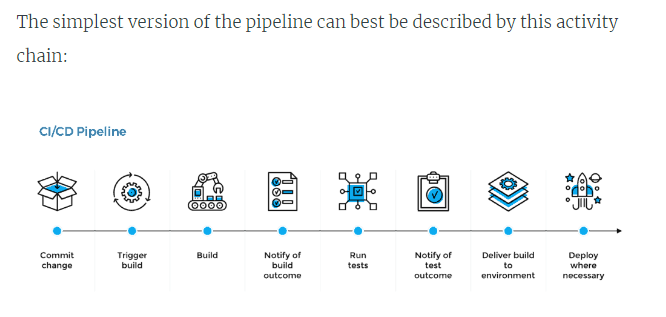 The simplest version of the pipeline can best be described by this activity
chain:
CI/CD Pipeline
Commit
change
Trigger
build
Build
Notify of
build
outcome
Run
tests
Notify of
test
outcome
Deliver build
to
environment
Deploy
where
necessary